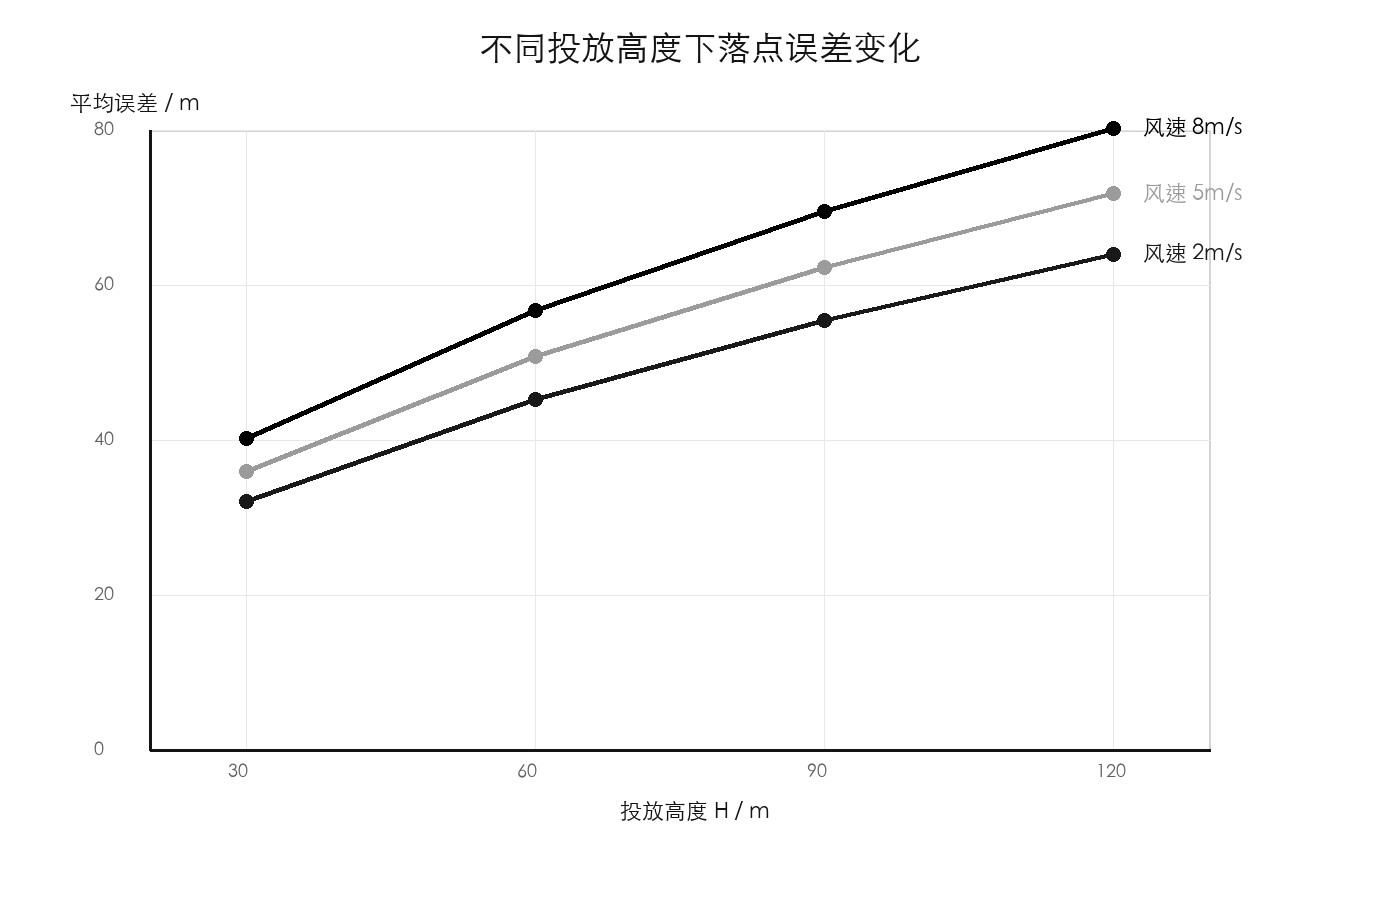 不同投放高度下落点误差变化
平均误差 / m
80
风速 8m/s
风速 5m/s
风速 2m/s
60
40
20
0
30 60 90 120
投放高度 H / m